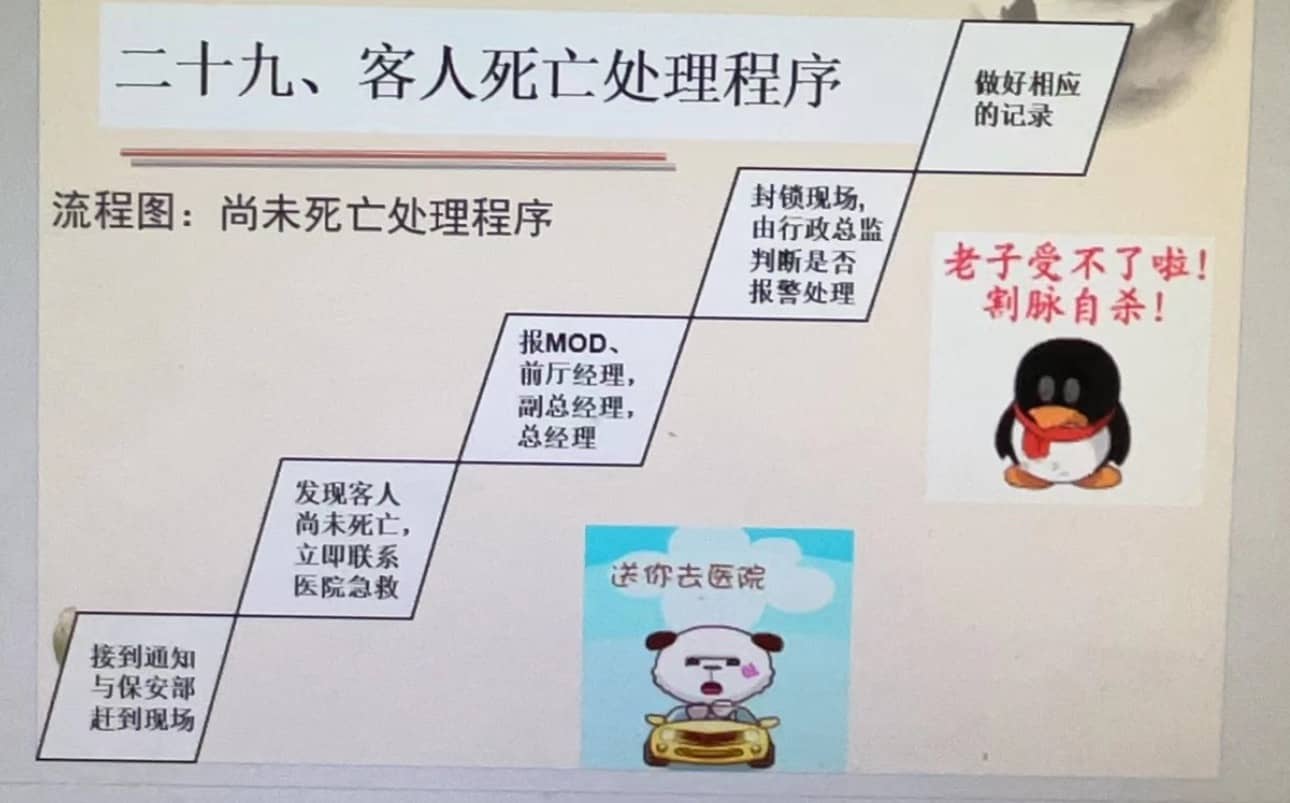 二十九、客人死亡处理程序
流程图：尚未死亡处理程序
接到通知
与保安部
赶到现场
发现客人
尚未死亡，
立即联系
医院急救
报MOD、
前厅经理，
副总经理，
总经理
封锁现场，
由行政总监
判断是否
报警处理
做好相应
的记录
老子受不了啦！
割脉自杀！
送你去医院